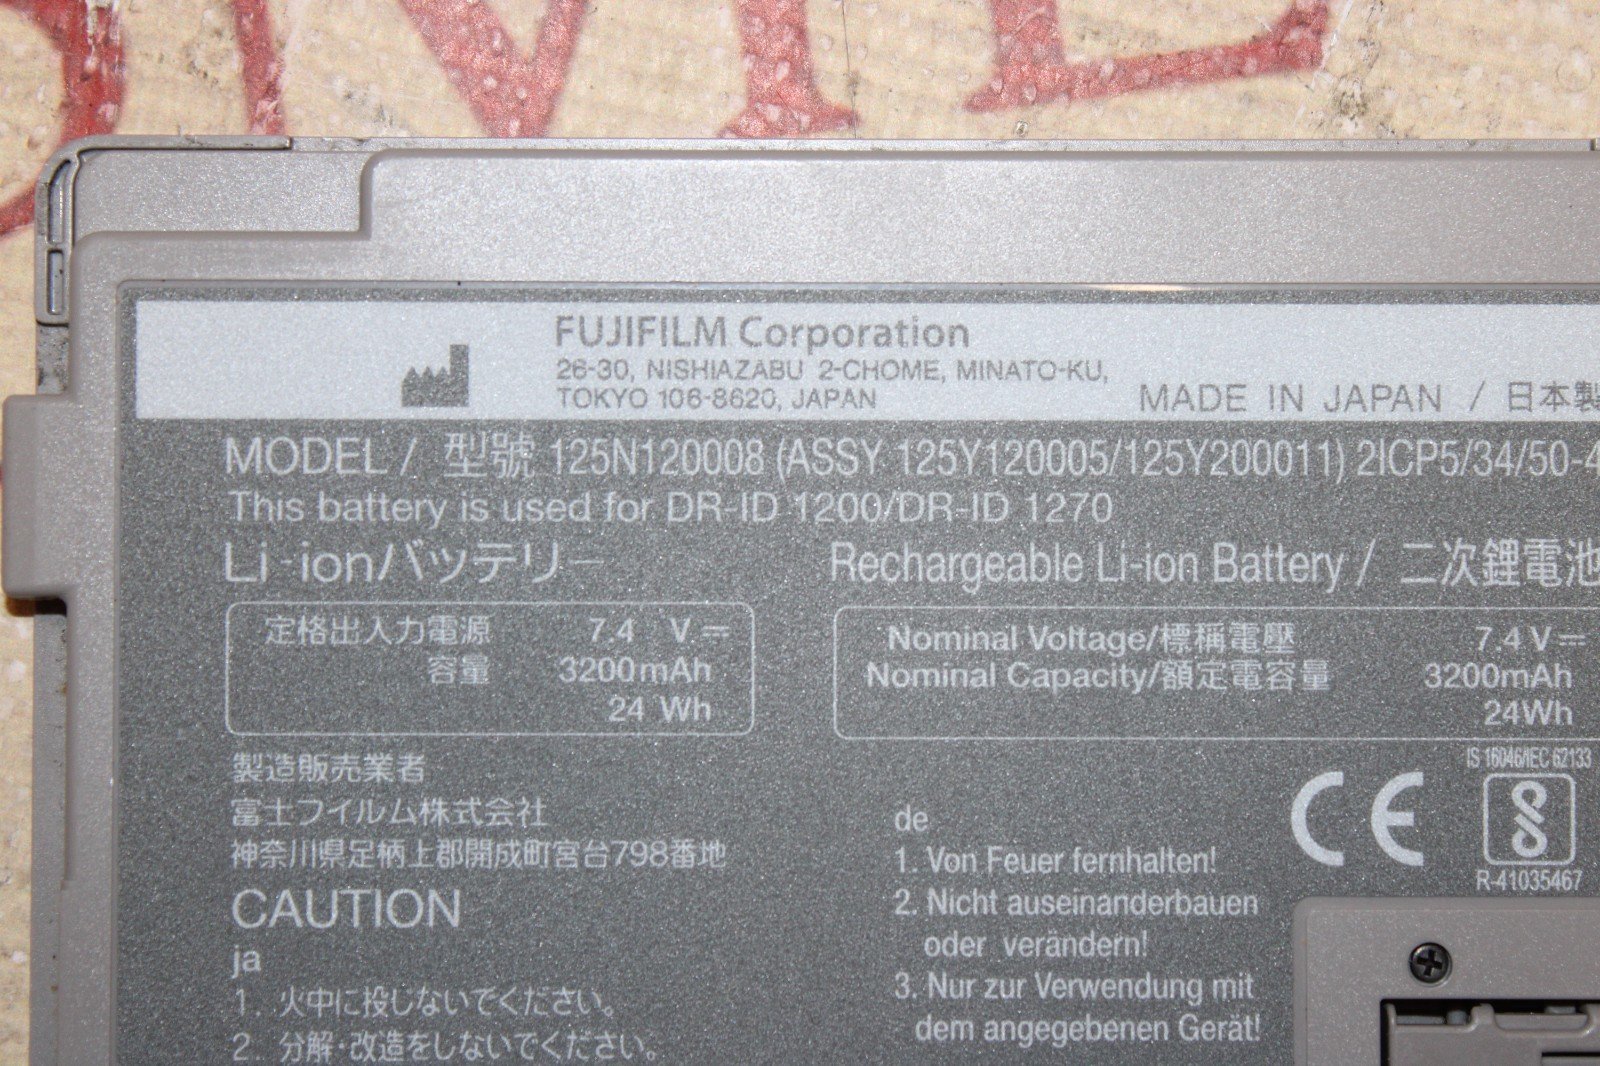 FUJIFILM Corporation
26-30, NISHIAZABU 2-CHOME, MINATO-KU,
TOKYO 106-8620, JAPAN
MADE IN JAPAN / 日本製
MODEL / 型號 125N120008 (ASSY 125Y120005/125Y200011) 2ICP5/34/50-4
This battery is used for DR-ID 1200/DR-ID 1270
Li-ionバッテリー
Rechargeable Li-ion Battery / 二次鋰電池
定格出入力電源 7.4 V⎓
容量 3200mAh
24 Wh
Nominal Voltage/標稱電壓 7.4V⎓
Nominal Capacity/額定電容量 3200mAh
24Wh
製造販売業者
富士フイルム株式会社
神奈川県足柄上郡開成町宮台798番地
CAUTION
ja
1. 火中に投じないでください。
2. 分解・改造をしないでください。
de
1. Von Feuer fernhalten!
2. Nicht auseinanderbauen
oder verändern!
3. Nur zur Verwendung mit
dem angegebenen Gerät!
CE
IS 16046/IEC 62133
R-41035467